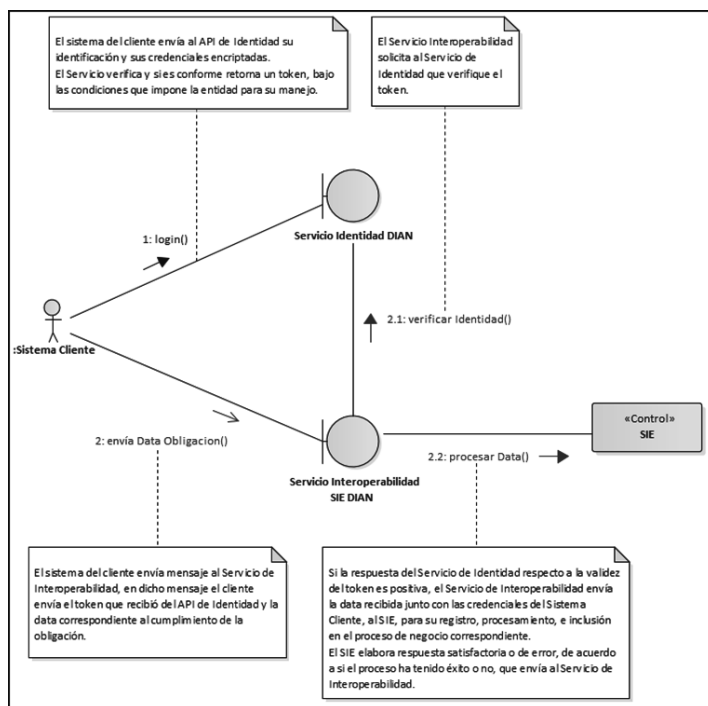 El sistema del cliente envía al API de Identidad su
identificación y sus credenciales encriptadas.
El Servicio verifica y si es conforme retorna un token, bajo
las condiciones que impone la entidad para su manejo.
El Servicio Interoperabilidad
solicita al Servicio de
Identidad que verifique el
token.
1: login()
Servicio Identidad DIAN
2.1: verificar Identidad()
:Sistema Cliente
2: envía Data Obligacion()
«Control»
SIE
2.2: procesar Data()
Servicio Interoperabilidad
SIE DIAN
El sistema del cliente envía mensaje al Servicio de
Interoperabilidad, en dicho mensaje el cliente
envía el token que recibió del API de Identidad y la
data correspondiente al cumplimiento de la
obligación.
Si la respuesta del Servicio de Identidad respecto a la validez
del token es positiva, el Servicio de Interoperabilidad envía
la data recibida junto con las credenciales del Sistema
Cliente, al SIE, para su registro, procesamiento, e inclusión
en el proceso de negocio correspondiente.
El SIE elabora respuesta satisfactoria o de error, de acuerdo
a si el proceso ha tenido éxito o no, que envía al Servicio de
Interoperabilidad.